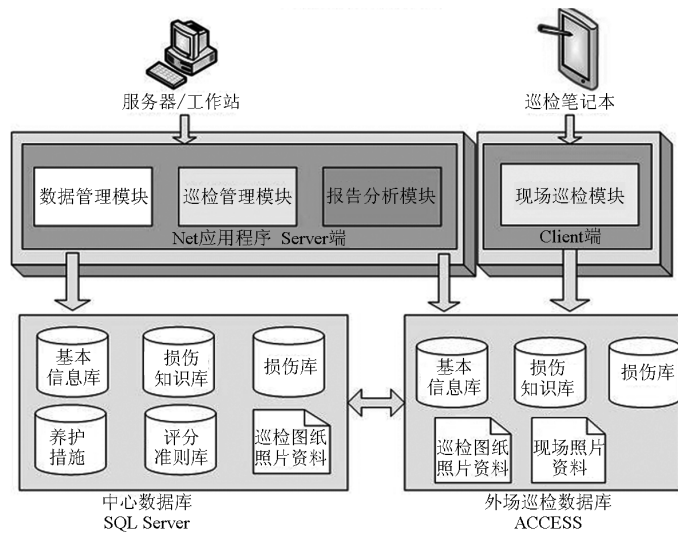 服务器/工作站
巡检笔记本
数据管理模块
巡检管理模块
报告分析模块
现场巡检模块
Net应用程序 Server端
Client端
基本
信息库
损伤
知识库
损伤库
养护
措施
评分
准则库
巡检图纸
照片资料
中心数据库
SQL Server
基本
信息库
损伤
知识库
损伤库
巡检图纸
照片资料
现场照片
资料
外场巡检数据库
ACCESS